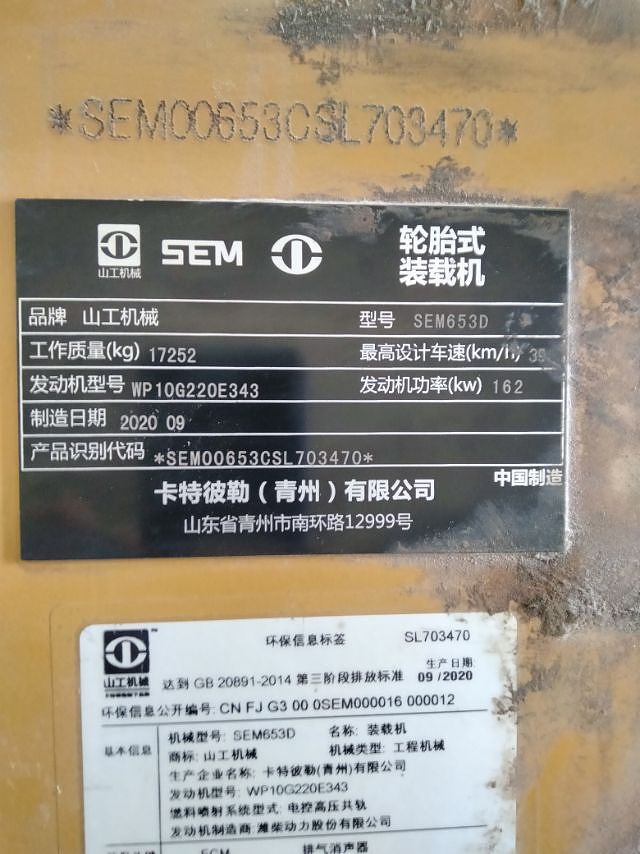 *SEM00653CSL703470*
山工机械 SEM
轮胎式
装载机
品牌 山工机械 型号 SEM653D
工作质量(kg) 17252 最高设计车速(km/h)
发动机型号 WP10G220E343 发动机功率(kw) 162
制造日期 2020 09
产品识别代码 *SEM00653CSL703470*
中国制造
卡特彼勒（青州）有限公司
山东省青州市南环路12999号
环保信息标签 SL703470
山工机械
达到 GB 20891-2014 第三阶段排放标准
生产日期
09 /2020
环保信息公开编号: CN FJ G3 00 0SEM000016 000012
基本信息
机械型号: SEM653D 名称: 装载机
商标: 山工机械 机械类型: 工程机械
生产企业名称: 卡特彼勒(青州)有限公司
发动机型号: WP10G220E343
燃料喷射系统型式: 电控高压共轨
发动机制造商: 潍柴动力股份有限公司
ECM 排气消声器